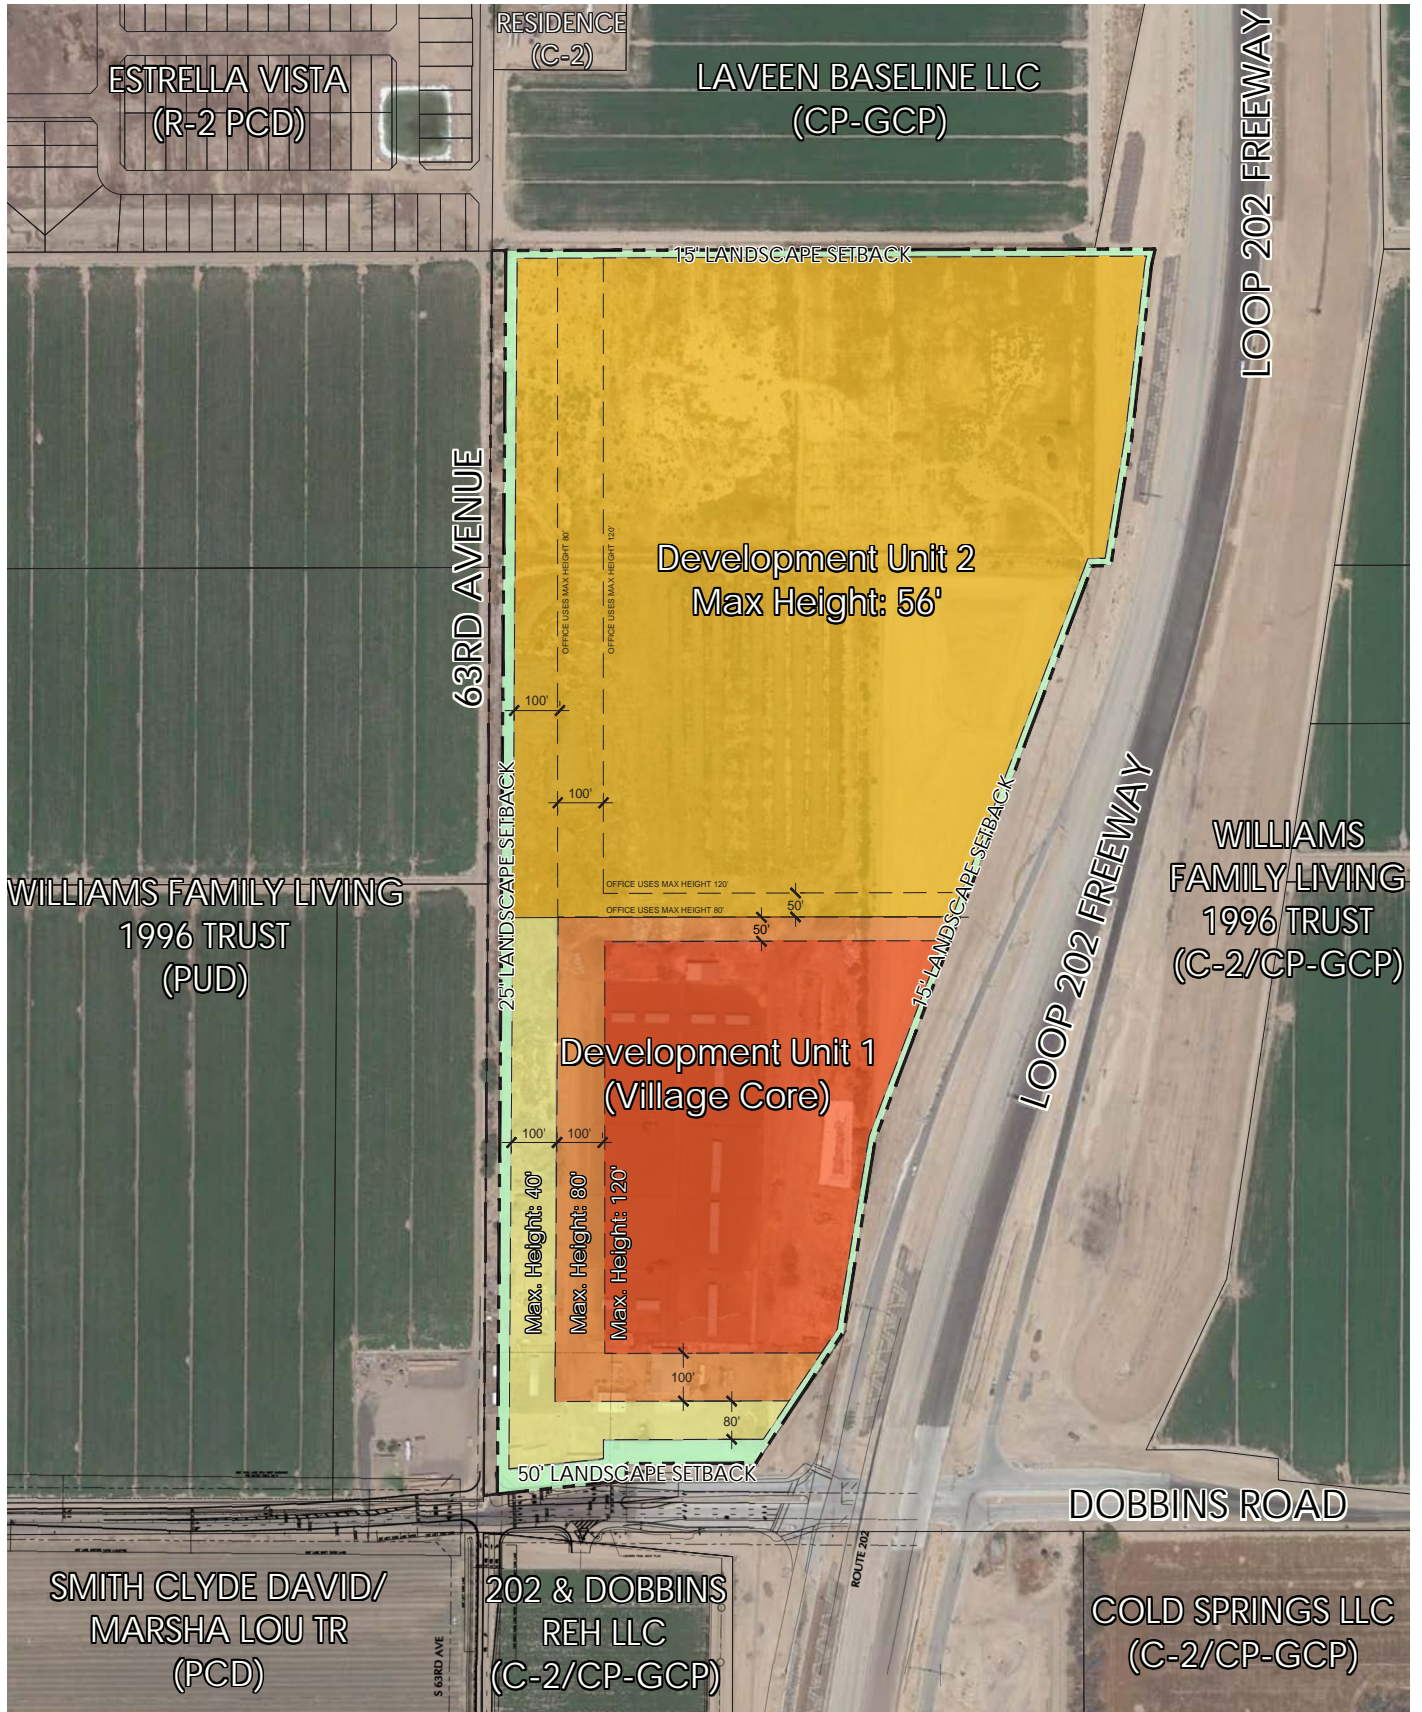 RESIDENCE
(C-2)
ESTRELLA VISTA
(R-2 PCD)
LAVEEN BASELINE LLC
(CP-GCP)
LOOP 202 FREEWAY
15' LANDSCAPE SETBACK
63RD AVENUE
OFFICE USES MAX HEIGHT 80'
OFFICE USES MAX HEIGHT 120'
Development Unit 2
Max Height: 56'
100'
100'
25' LANDSCAPE SETBACK
15' LANDSCAPE SETBACK
LOOP 202 FREEWAY
WILLIAMS
FAMILY LIVING
1996 TRUST
(C-2/CP-GCP)
WILLIAMS FAMILY LIVING
1996 TRUST
(PUD)
OFFICE USES MAX HEIGHT 120'
OFFICE USES MAX HEIGHT 80'
50'
50'
Development Unit 1
(Village Core)
100'
100'
Max. Height: 40'
Max. Height: 80'
Max. Height: 120'
100'
80'
50' LANDSCAPE SETBACK
DOBBINS ROAD
ROUTE 202
SMITH CLYDE DAVID/
MARSHA LOU TR
(PCD)
S 63RD AVE
202 & DOBBINS
REH LLC
(C-2/CP-GCP)
COLD SPRINGS LLC
(C-2/CP-GCP)